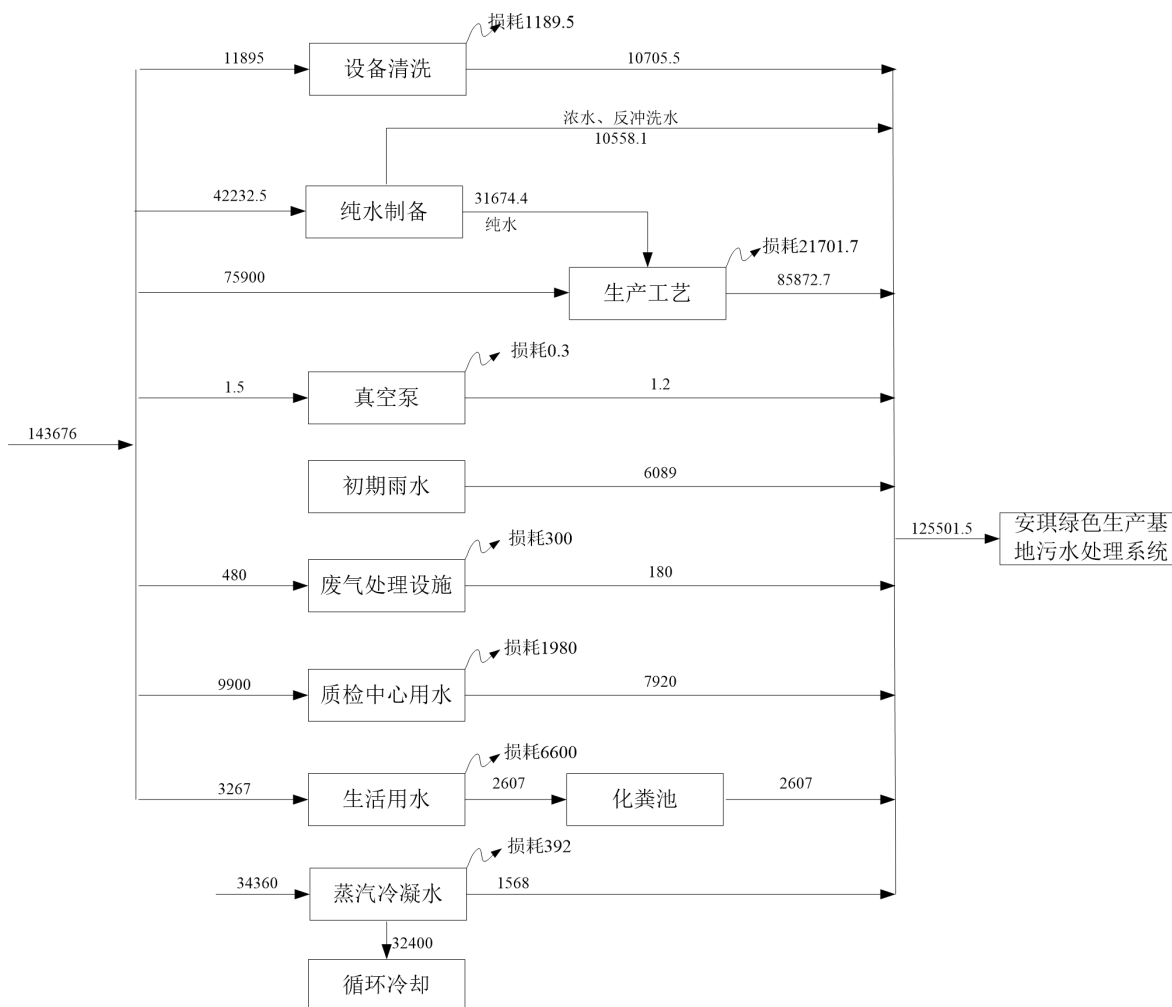 损耗1189.5
11895
设备清洗
10705.5
浓水、反冲洗水
10558.1
42232.5
纯水制备
31674.4
纯水
损耗21701.7
75900
生产工艺
85872.7
损耗0.3
1.5
真空泵
1.2
143676
初期雨水
6089
125501.5
安琪绿色生产基
地污水处理系统
损耗300
480
废气处理设施
180
损耗1980
9900
质检中心用水
7920
损耗6600
3267
生活用水
2607
化粪池
2607
损耗392
34360
蒸汽冷凝水
1568
32400
循环冷却